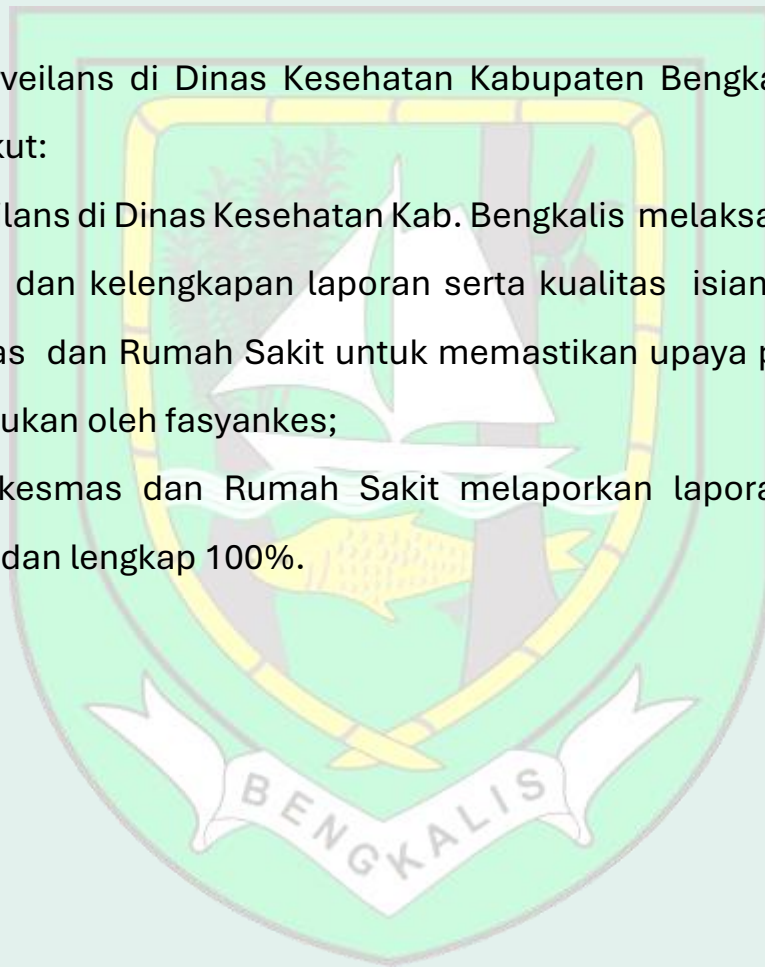 veilans di Dinas Kesehatan Kabupaten Bengka
kut:
ilans di Dinas Kesehatan Kab. Bengkalis melaksa
dan kelengkapan laporan serta kualitas isian
as dan Rumah Sakit untuk memastikan upaya p
ukan oleh fasyankes;
kesmas dan Rumah Sakit melaporkan lapora
dan lengkap 100%.
BENGKALIS